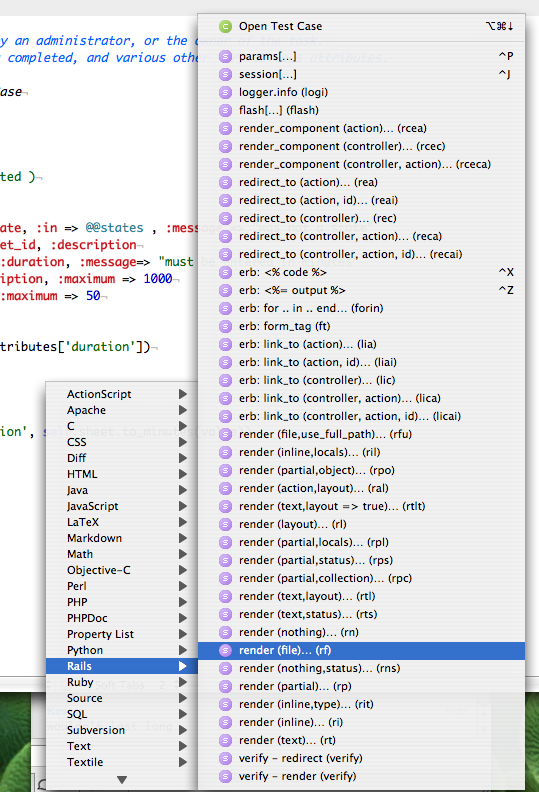 y an administrator, or the
completed, and various othe attributes.
ase
ted )
ate, :in => @@states , :mess
et_id, :description
:duration, :message=> "must be
iption, :maximum => 1000
:maximum => 50
tributes['duration'])
ion', sheet.to_minutes
ActionScript
Apache
C
CSS
Diff
HTML
Java
JavaScript
LaTeX
Markdown
Math
Objective-C
Perl
PHP
PHPDoc
Property List
Python
Rails
Ruby
Source
SQL
Subversion
Text
Textile
Open Test Case ⌥⌘↓
params[…] ^P
session[…] ^J
logger.info (logi)
flash[…] (flash)
render_component (action)… (rcea)
render_component (controller)… (rcec)
render_component (controller, action)… (rceca)
redirect_to (action)… (rea)
redirect_to (action, id)… (reai)
redirect_to (controller)… (rec)
redirect_to (controller, action)… (reca)
redirect_to (controller, action, id)… (recai)
erb: <% code %> ^X
erb: <%= output %> ^Z
erb: for .. in .. end… (forin)
erb: form_tag (ft)
erb: link_to (action)… (lia)
erb: link_to (action, id)… (liai)
erb: link_to (controller)… (lic)
erb: link_to (controller, action)… (lica)
erb: link_to (controller, action, id)… (licai)
render (file,use_full_path)… (rfu)
render (inline,locals)… (ril)
render (partial,object)… (rpo)
render (action,layout)… (ral)
render (text,layout => true)… (rtlt)
render (layout)… (rl)
render (partial,locals)… (rpl)
render (partial,status)… (rps)
render (partial,collection)… (rpc)
render (text,layout)… (rtl)
render (text,status)… (rts)
render (nothing)… (rn)
render (file)… (rf)
render (nothing,status)… (rns)
render (partial)… (rp)
render (inline,type)… (rit)
render (inline)… (ri)
render (text)… (rt)
verify – redirect (verify)
verify – render (verify)